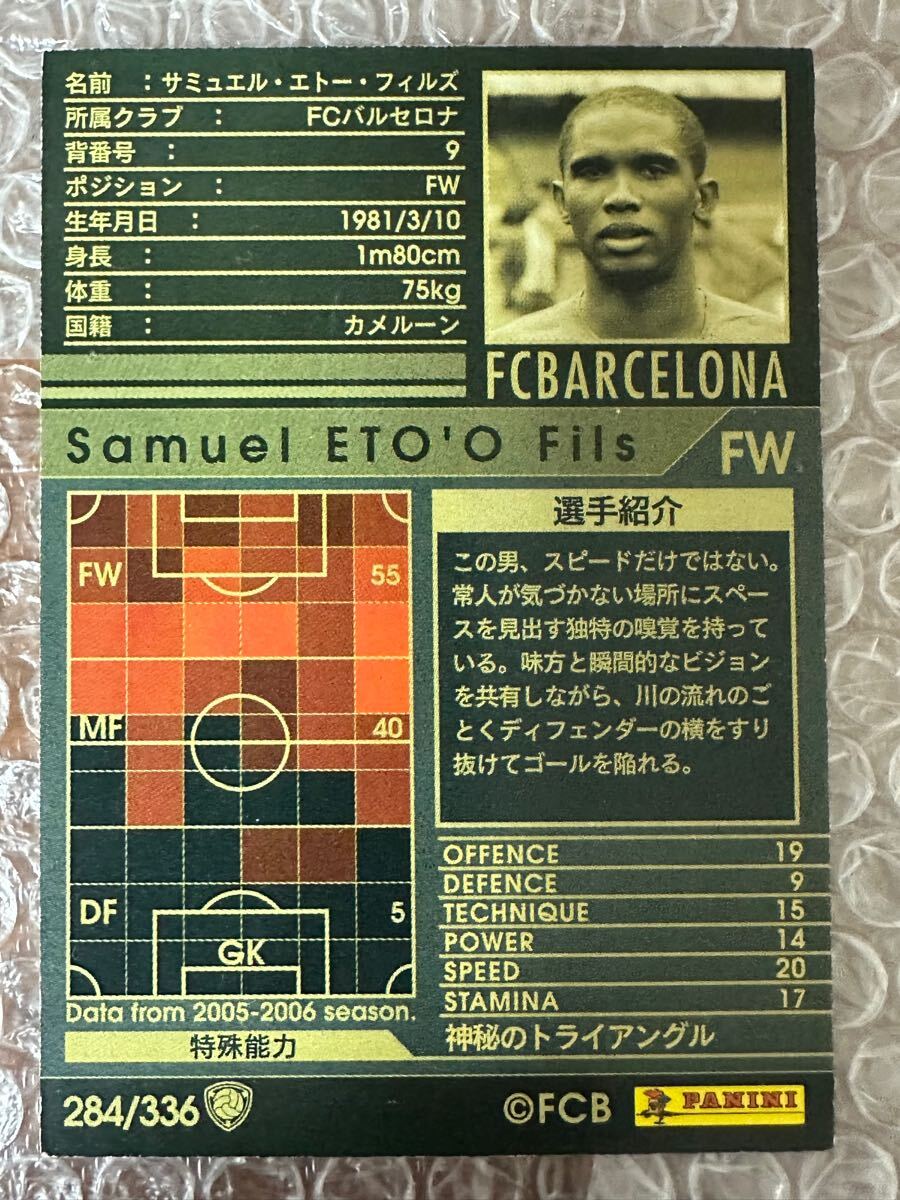 名前 ：サミュエル・エトー・フィルズ
所属クラブ ： FCバルセロナ
背番号 ： 9
ポジション ： FW
生年月日 ： 1981/3/10
身長 ： 1m80cm
体重 ： 75kg
国籍 ： カメルーン
FCBARCELONA
Samuel ETO'O Fils
FW
FW 55
MF 40
DF 5
GK
Data from 2005-2006 season.
選手紹介
この男、スピードだけではない。
常人が気づかない場所にスペー
スを見出す独特の嗅覚を持って
いる。味方と瞬間的なビジョン
を共有しながら、川の流れのご
とくディフェンダーの横をすり
抜けてゴールを陥れる。
OFFENCE 19
DEFENCE 9
TECHNIQUE 15
POWER 14
SPEED 20
STAMINA 17
特殊能力
神秘のトライアングル
284/336
©FCB
PANINI